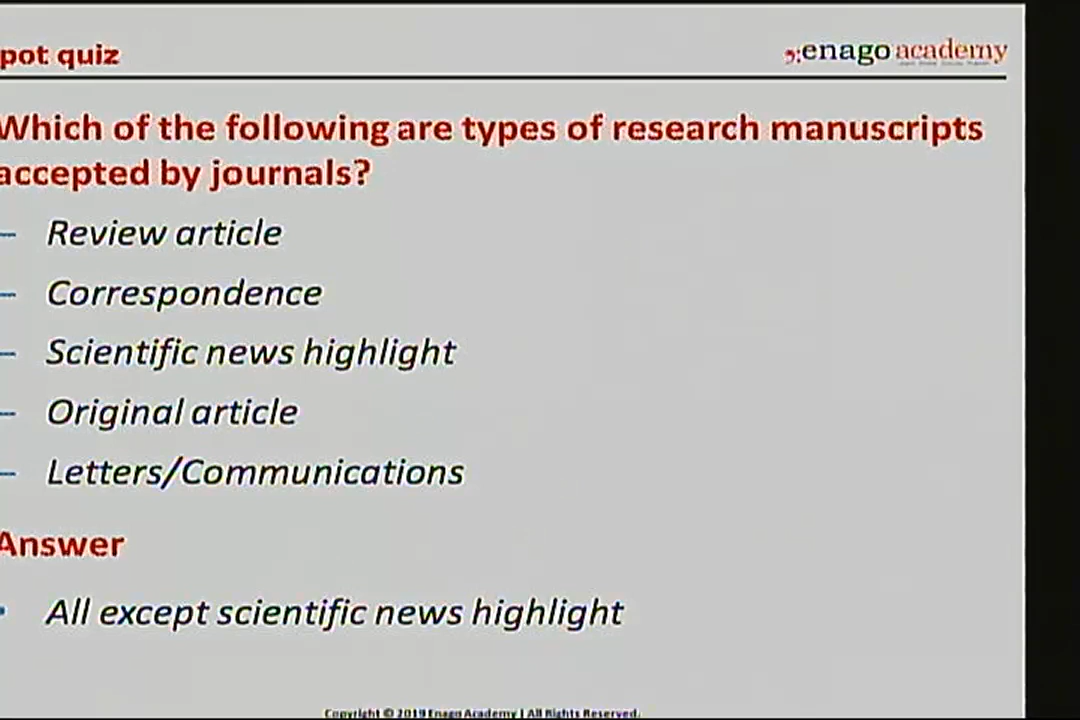 pot quiz
enago academy
Which of the following are types of research manuscripts
accepted by journals?
– Review article
– Correspondence
– Scientific news highlight
– Original article
– Letters/Communications
Answer
• All except scientific news highlight
Copyright © 2019 Enago Academy | All Rights Reserved.